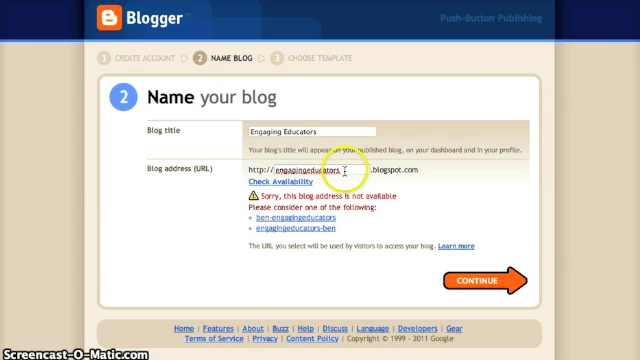 Blogger™
Push-Button Publishing
1 CREATE ACCOUNT 2 NAME BLOG 3 CHOOSE TEMPLATE
2 Name your blog
Blog title
Engaging Educators
Your blog's title will appear on your published blog, on your dashboard and in your profile.
Blog address (URL)
http:// engagingeducators .blogspot.com
Check Availability
Sorry, this blog address is not available
Please consider one of the following:
ben-engagingeducators
engagingeducators-ben
The URL you select will be used by visitors to access your blog. Learn more
CONTINUE
Home | Features | About | Buzz | Help | Discuss | Language | Developers | Gear
Terms of Service | Privacy | Content Policy | Copyright © 1999 - 2011 Google
Screencast-O-Matic.com